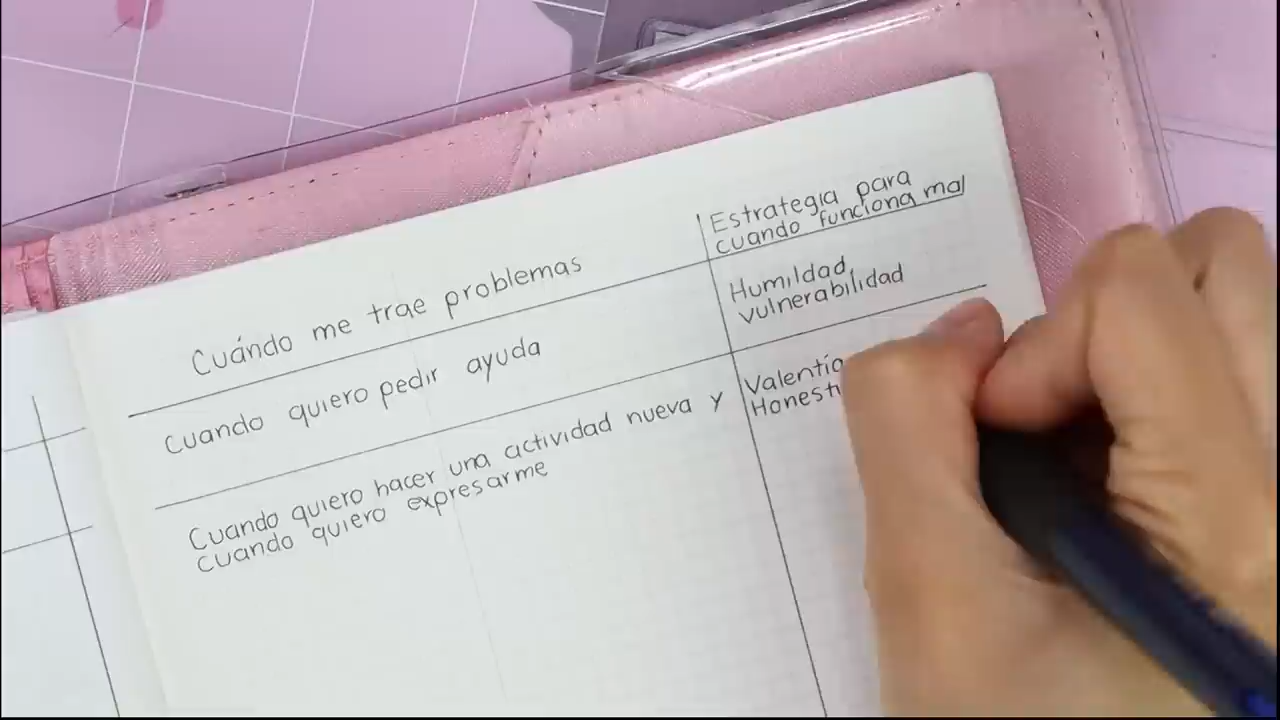 Cuándo me trae problemas
Estrategia para
cuando funciona mal
Cuando quiero pedir ayuda
Humildad,
vulnerabilidad
Cuando quiero hacer una actividad nueva y
cuando quiero expresarme
Valentía